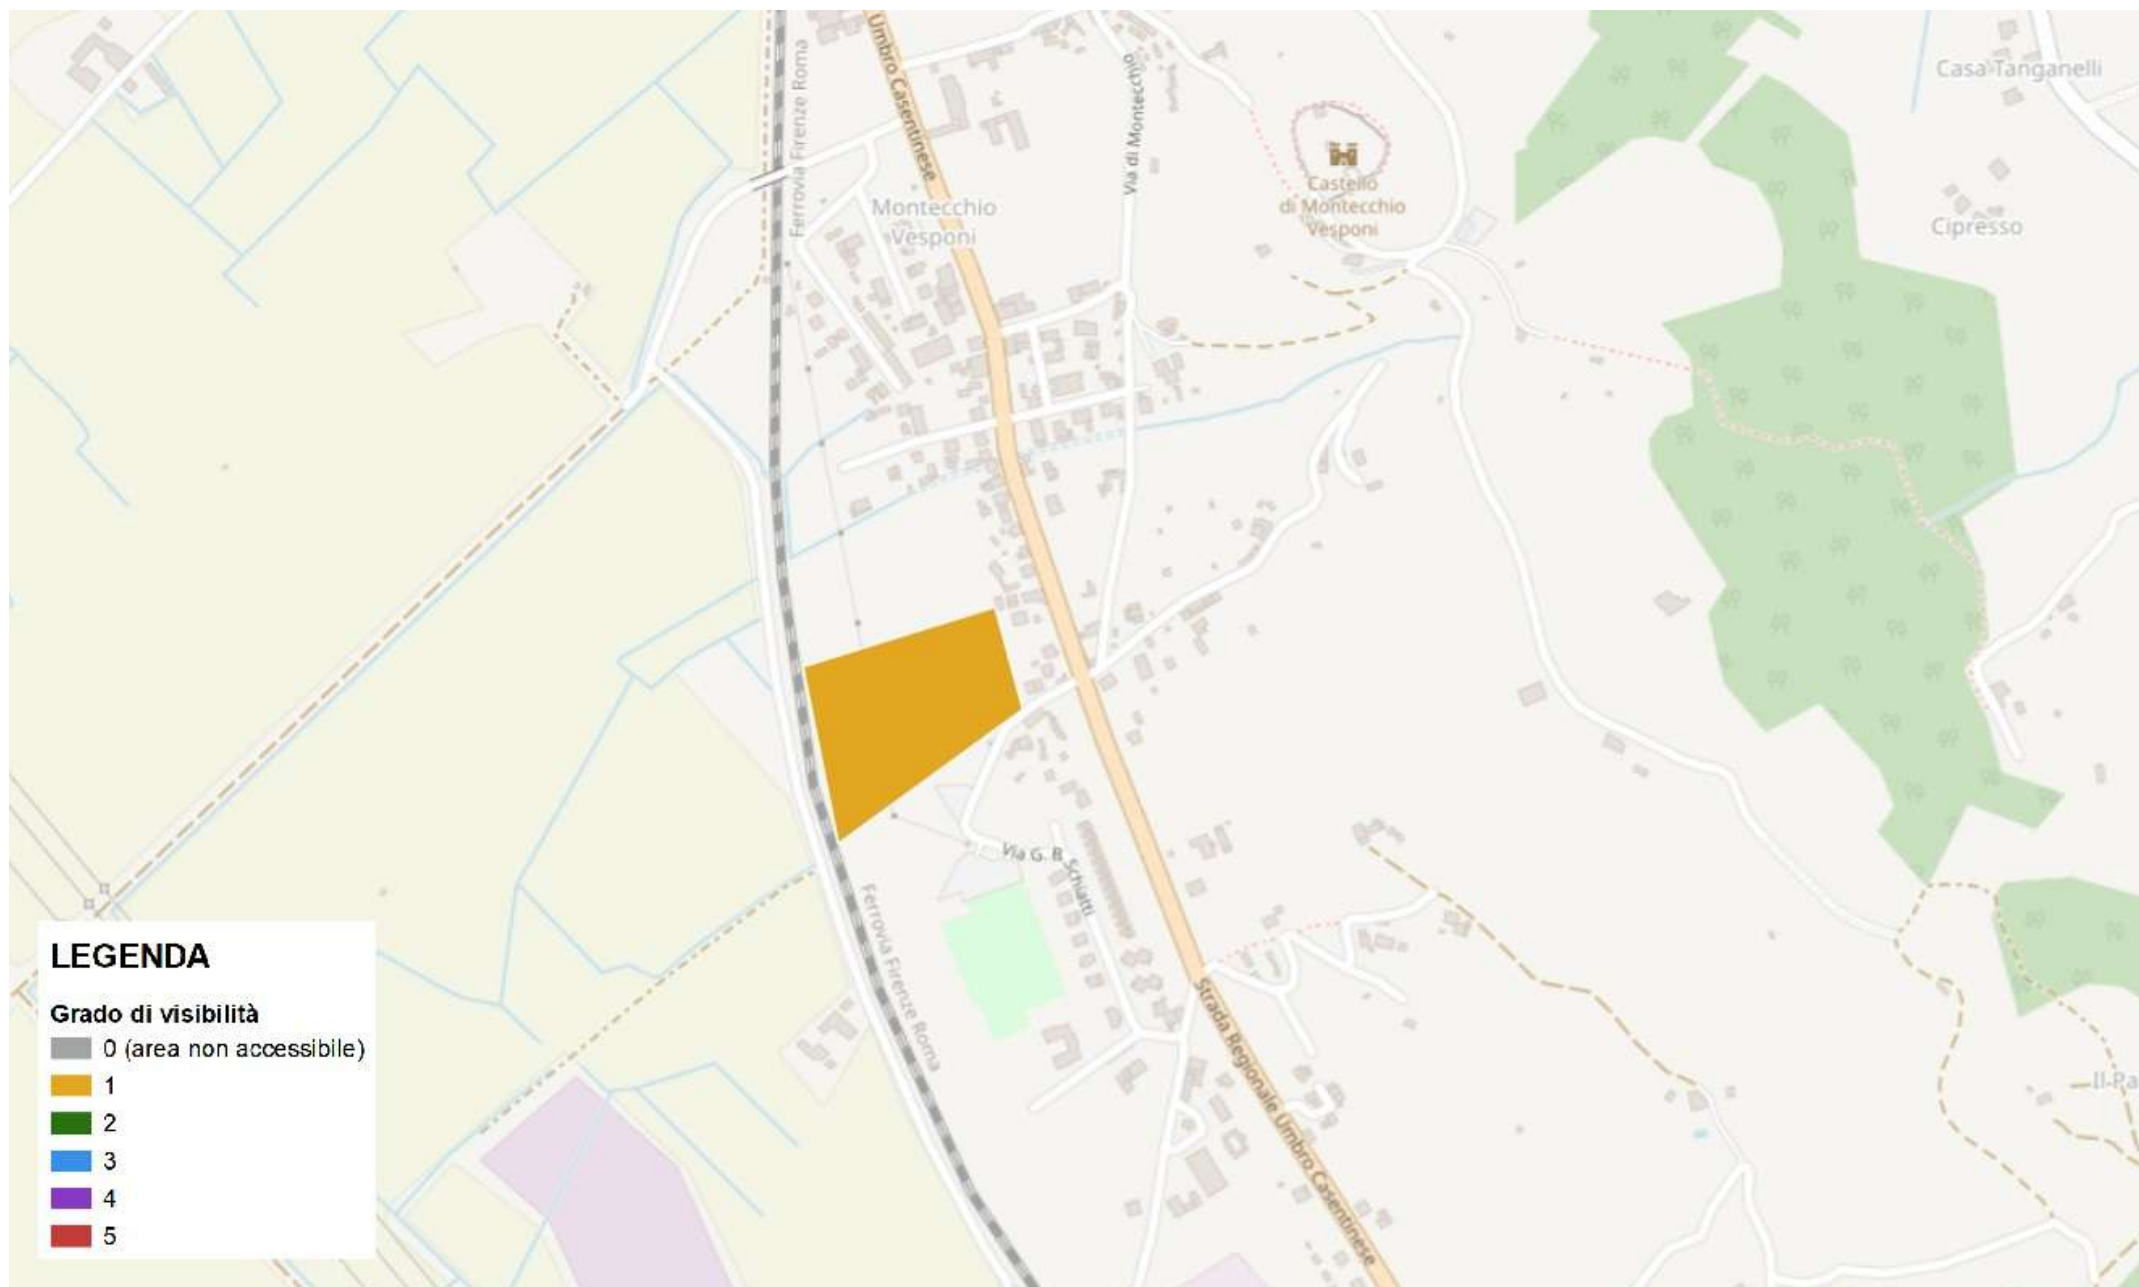 Umbro Casentinese
Ferrovia Firenze Roma
Via di Montecchio
Casa Tanganelli
Castello
di Montecchio
Vesponi
Montecchio
Vesponi
Cipresso
Via G. B. Schiatti
Ferrovia Firenze Roma
Strada Regionale Umbro Casentinese
Il Pa
LEGENDA
Grado di visibilità
0 (area non accessibile)
1
2
3
4
5